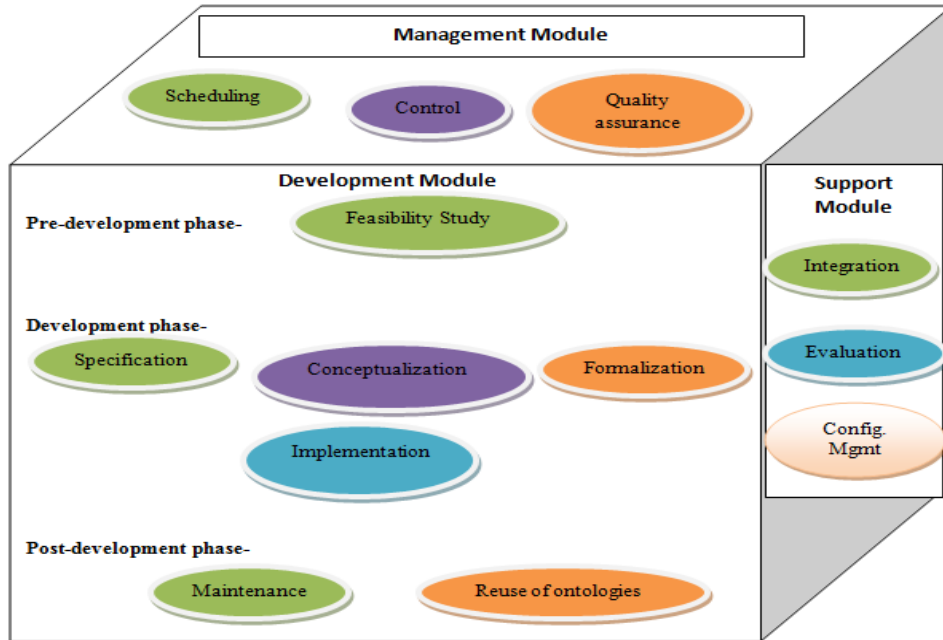 Management Module
Scheduling
Control
Quality
assurance
Development Module
Pre-development phase-
Feasibility Study
Development phase-
Specification
Conceptualization
Formalization
Implementation
Post-development phase-
Maintenance
Reuse of ontologies
Support
Module
Integration
Evaluation
Config.
Mgmt